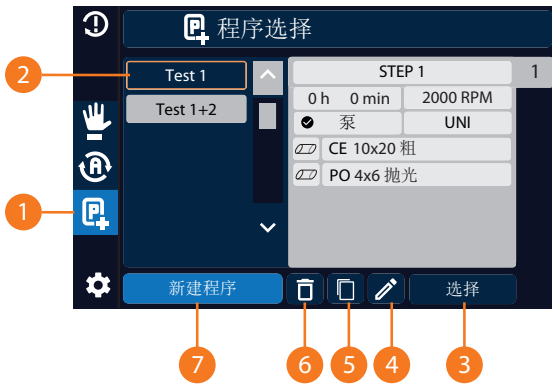 程序选择
2
Test 1
Test 1+2
STEP 1
1
0 h 0 min
2000 RPM
泵
UNI
CE 10x20 粗
PO 4x6 抛光
1
新建程序
选择
7
6
5
4
3